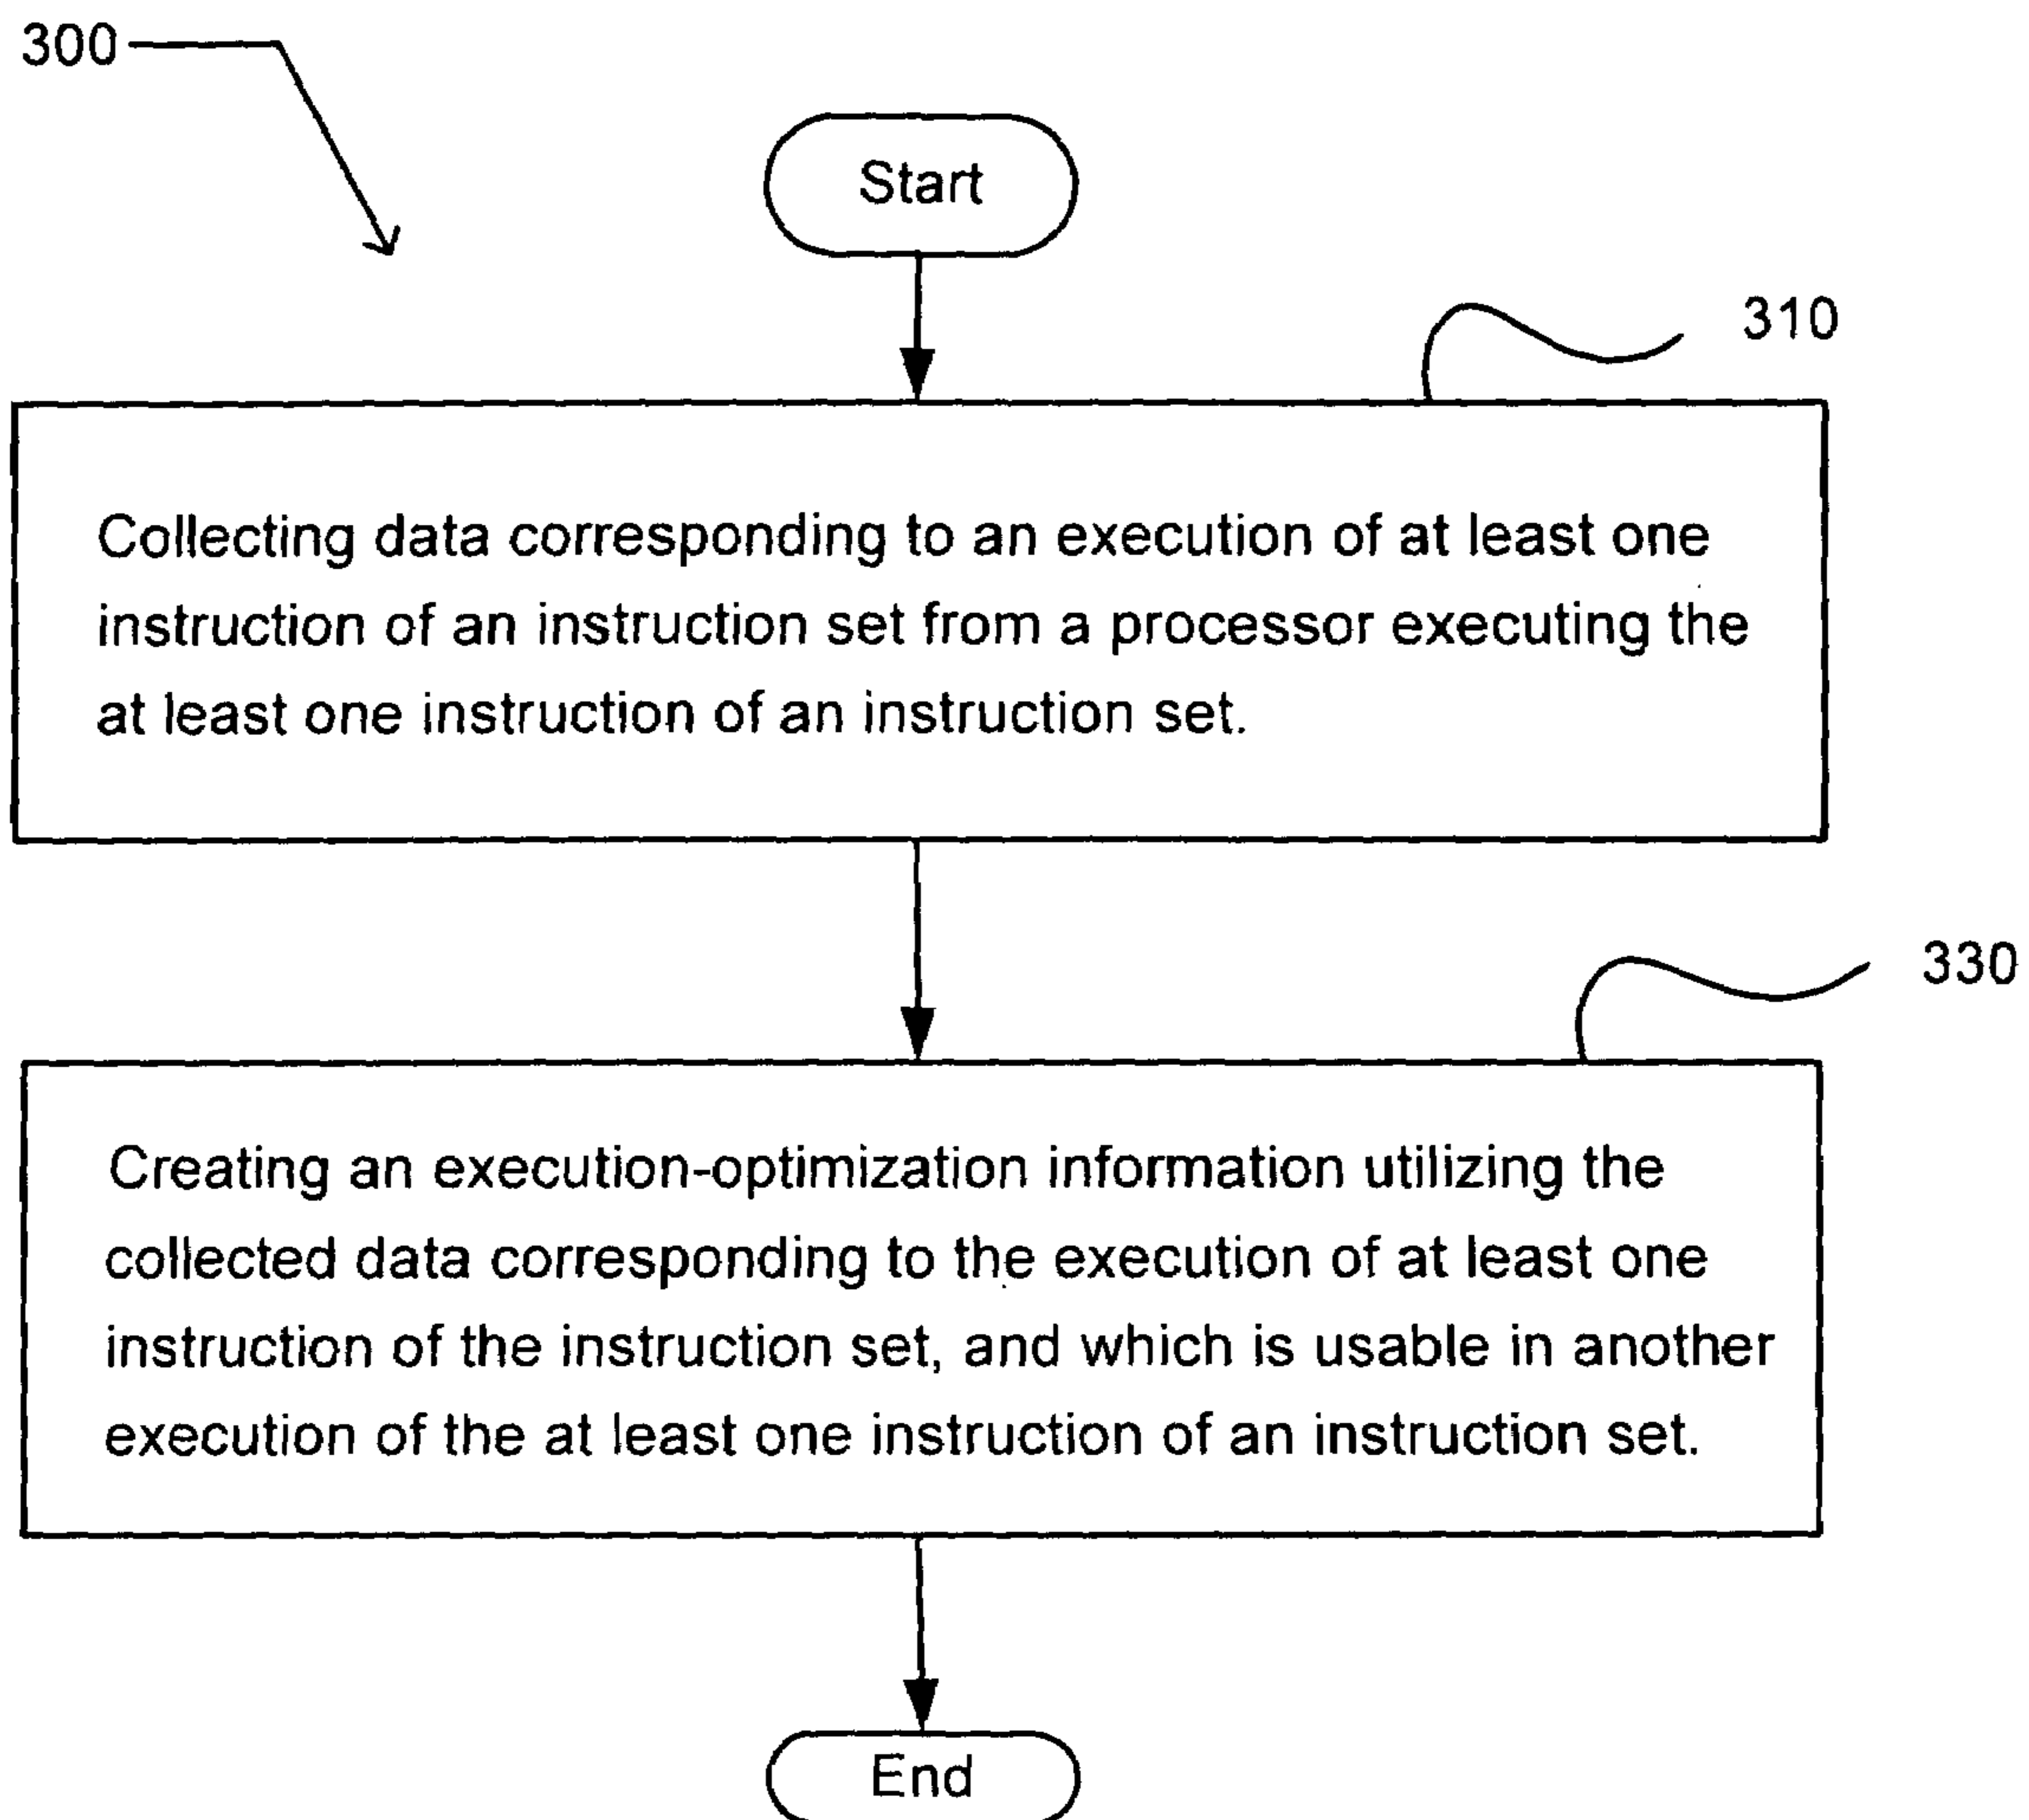 300
Start
310
Collecting data corresponding to an execution of at least one
instruction of an instruction set from a processor executing the
at least one instruction of an instruction set.
330
Creating an execution-optimization information utilizing the
collected data corresponding to the execution of at least one
instruction of the instruction set, and which is usable in another
execution of the at least one instruction of an instruction set.
End